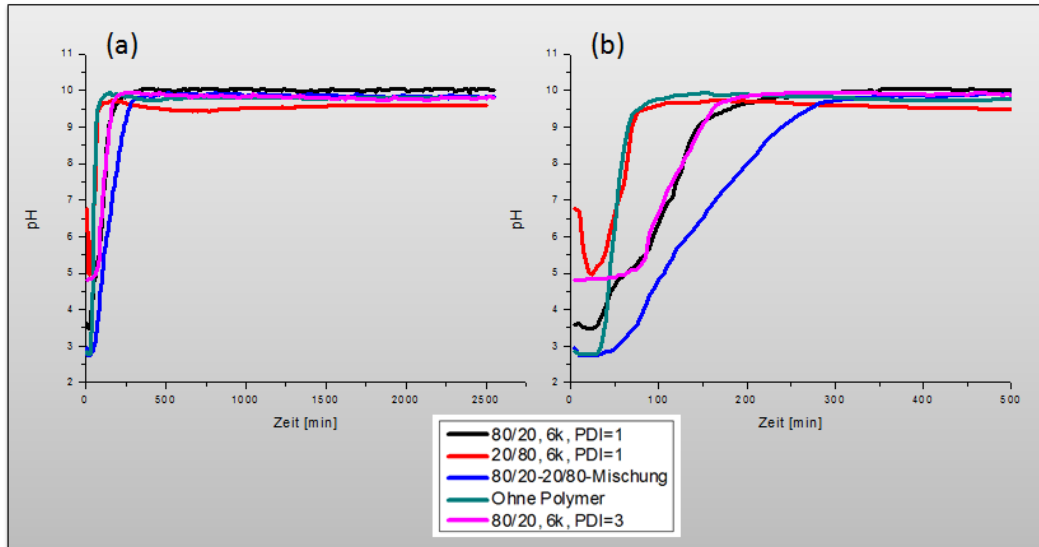 (a)
(b)
11
10
9
8
7
6
5
4
3
2
pH
0
500
1000
1500
2000
2500
Zeit [min]
11
10
9
8
7
6
5
4
3
2
pH
0
100
200
300
400
500
Zeit [min]
80/20, 6k, PDI=1
20/80, 6k, PDI=1
80/20-20/80-Mischung
Ohne Polymer
80/20, 6k, PDI=3